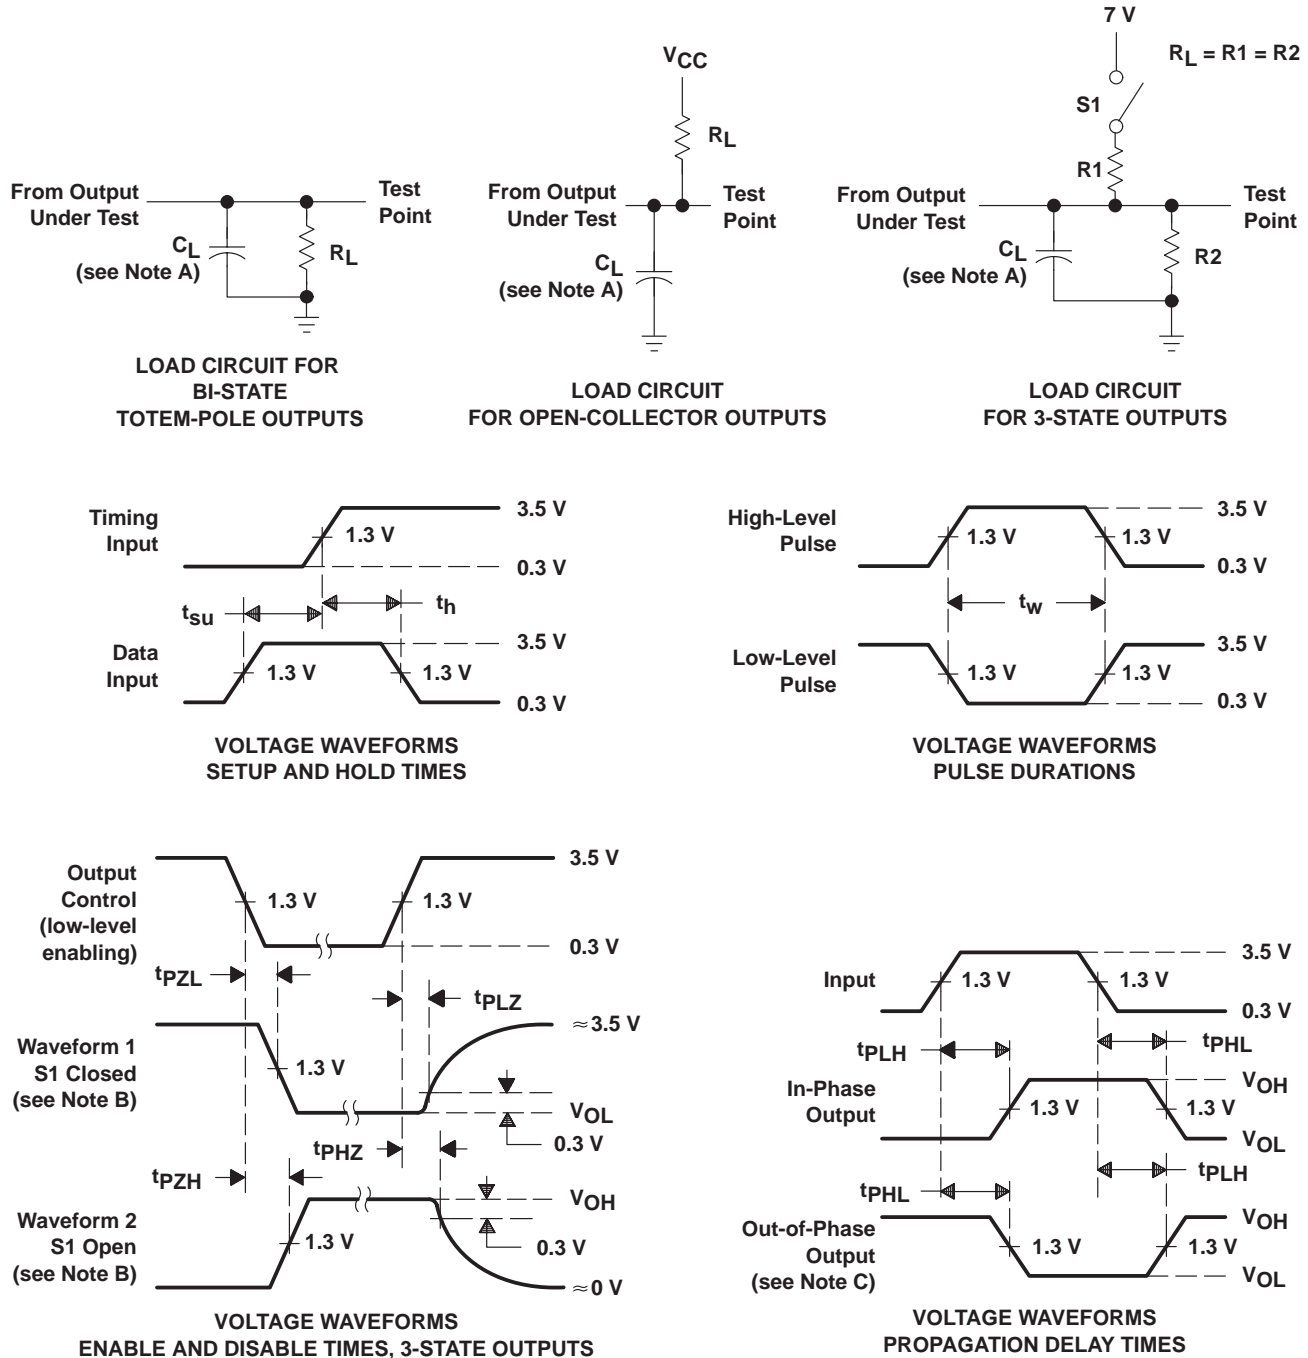 7 V
RL = R1 = R2
VCC
S1
RL
R1
From Output
Under Test
Test
Point
CL
(see Note A)
RL
From Output
Under Test
Test
Point
CL
(see Note A)
From Output
Under Test
Test
Point
CL
(see Note A)
R2
LOAD CIRCUIT FOR
BI-STATE
TOTEM-POLE OUTPUTS
LOAD CIRCUIT
FOR OPEN-COLLECTOR OUTPUTS
LOAD CIRCUIT
FOR 3-STATE OUTPUTS
Timing
Input
1.3 V
3.5 V
0.3 V
tsu
th
Data
Input
1.3 V
1.3 V
3.5 V
0.3 V
VOLTAGE WAVEFORMS
SETUP AND HOLD TIMES
High-Level
Pulse
1.3 V
1.3 V
3.5 V
0.3 V
tw
Low-Level
Pulse
1.3 V
1.3 V
3.5 V
0.3 V
VOLTAGE WAVEFORMS
PULSE DURATIONS
Output
Control
(low-level
enabling)
1.3 V
1.3 V
3.5 V
0.3 V
tPZL
tPLZ
Waveform 1
S1 Closed
(see Note B)
1.3 V
≈3.5 V
VOL
0.3 V
tPHZ
tPZH
Waveform 2
S1 Open
(see Note B)
1.3 V
VOH
0.3 V
≈0 V
VOLTAGE WAVEFORMS
ENABLE AND DISABLE TIMES, 3-STATE OUTPUTS
Input
1.3 V
1.3 V
3.5 V
0.3 V
tPLH
tPHL
In-Phase
Output
1.3 V
1.3 V
VOH
VOL
tPHL
tPLH
Out-of-Phase
Output
(see Note C)
1.3 V
1.3 V
VOH
VOL
VOLTAGE WAVEFORMS
PROPAGATION DELAY TIMES